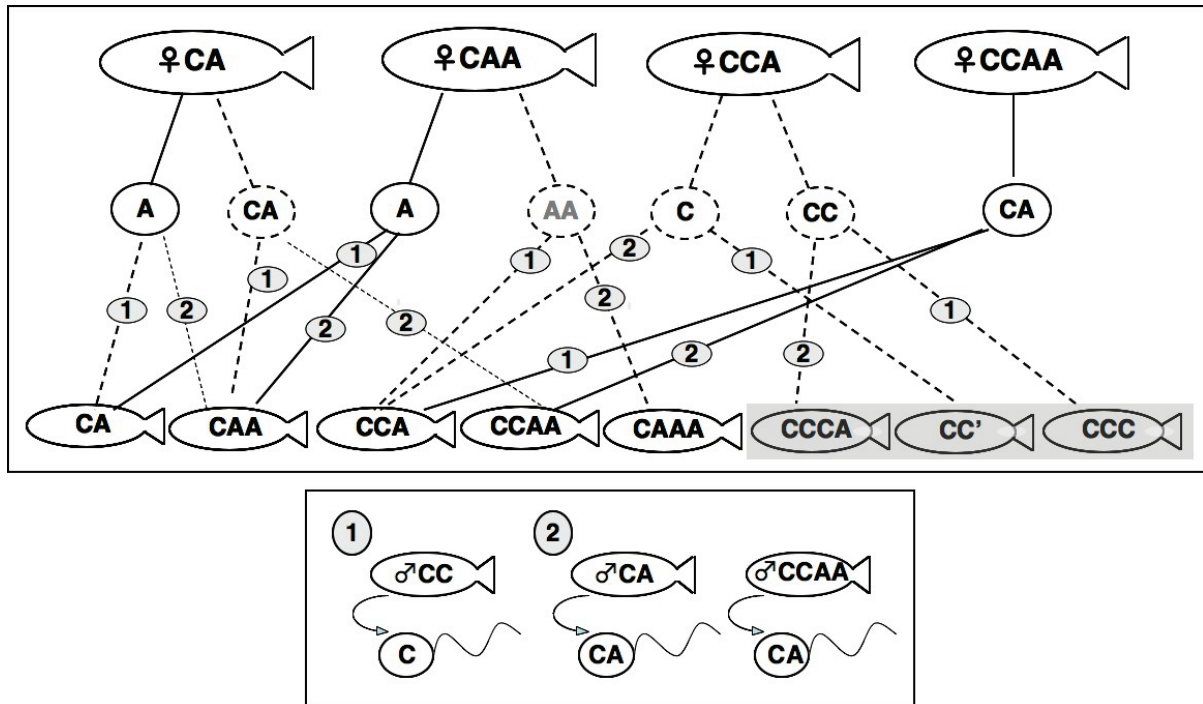 ♀CA ♀CAA ♀CCA ♀CCAA
A CA A AA C CC CA
1 1 2 1
1
1 2 2 2 2 1
1 2 2
CA CAA CCA CCAA CAAA CCCA CC' CCC
1 2
♂CC ♂CA ♂CCAA
C CA CA